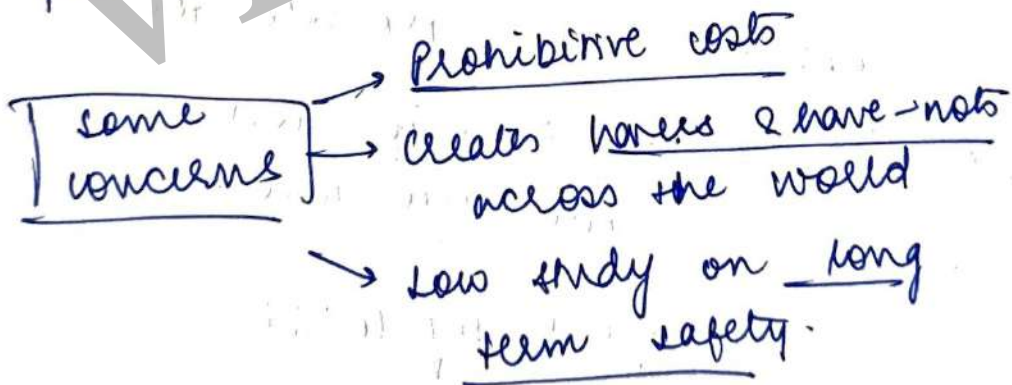 Prohibitive costs
some concerns
creates havers & have-nots
across the world
Low study on long
term safety.